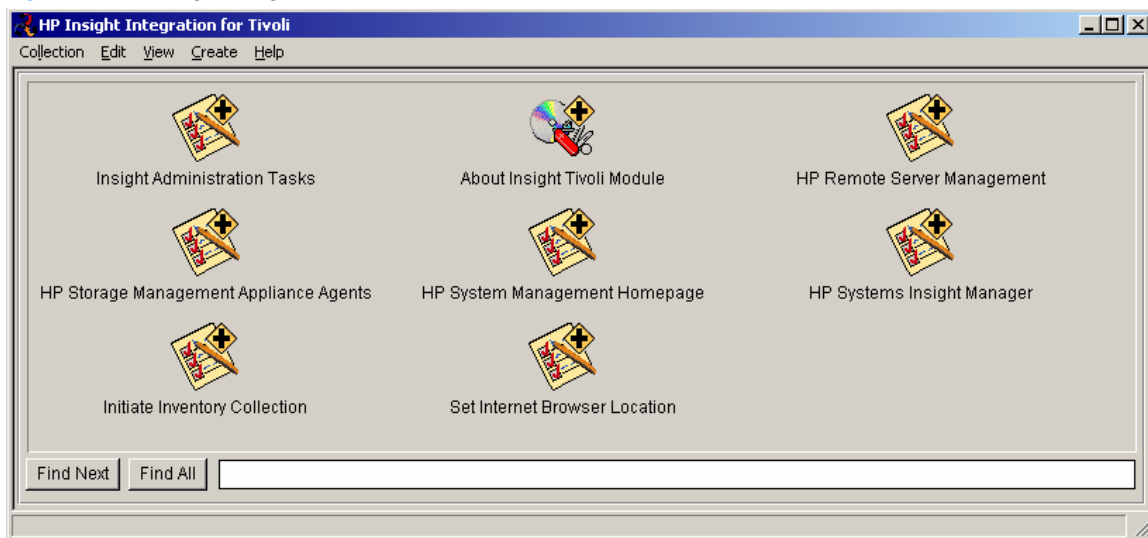 HP Insight Integration for Tivoli
Collection Edit View Create Help
Insight Administration Tasks
About Insight Tivoli Module
HP Remote Server Management
HP Storage Management Appliance Agents
HP System Management Homepage
HP Systems Insight Manager
Initiate Inventory Collection
Set Internet Browser Location
Find Next Find All